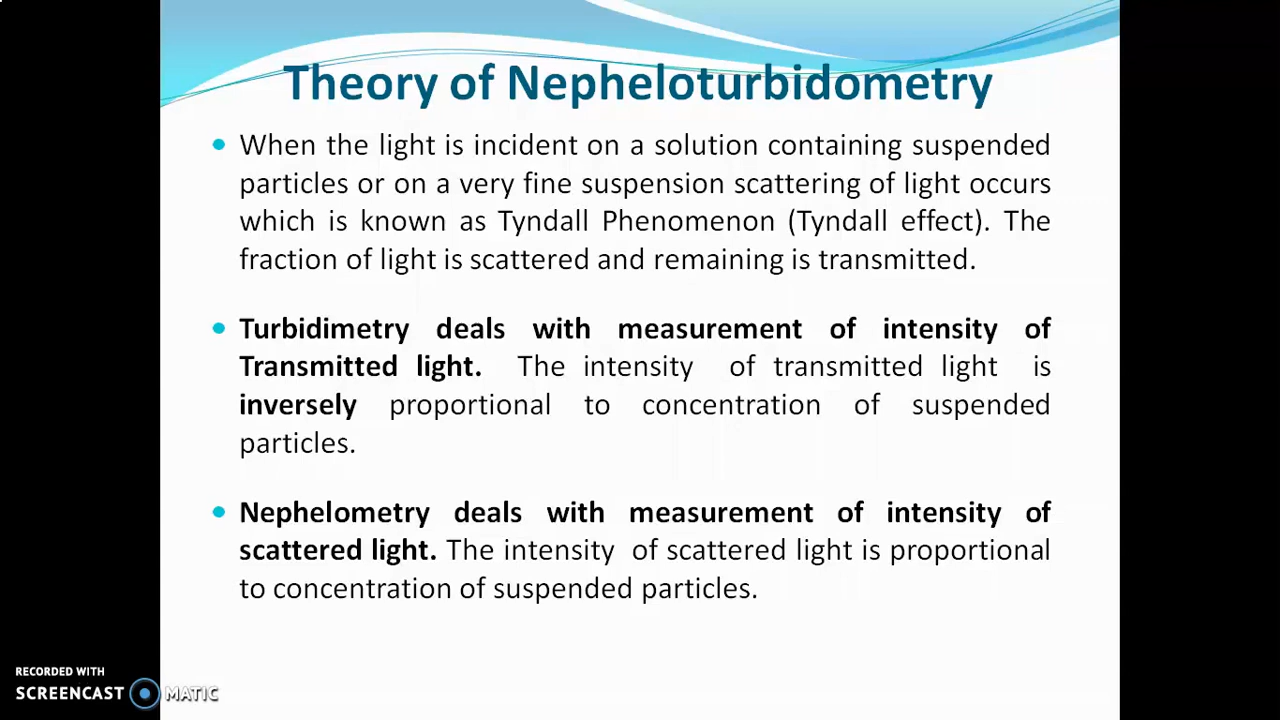 Theory of Nepheloturbidometry
When the light is incident on a solution containing suspended
particles or on a very fine suspension scattering of light occurs
which is known as Tyndall Phenomenon (Tyndall effect). The
fraction of light is scattered and remaining is transmitted.
Turbidimetry deals with measurement of intensity of
Transmitted light. The intensity of transmitted light is
inversely proportional to concentration of suspended
particles.
Nephelometry deals with measurement of intensity of
scattered light. The intensity of scattered light is proportional
to concentration of suspended particles.
RECORDED WITH
SCREENCAST MATIC